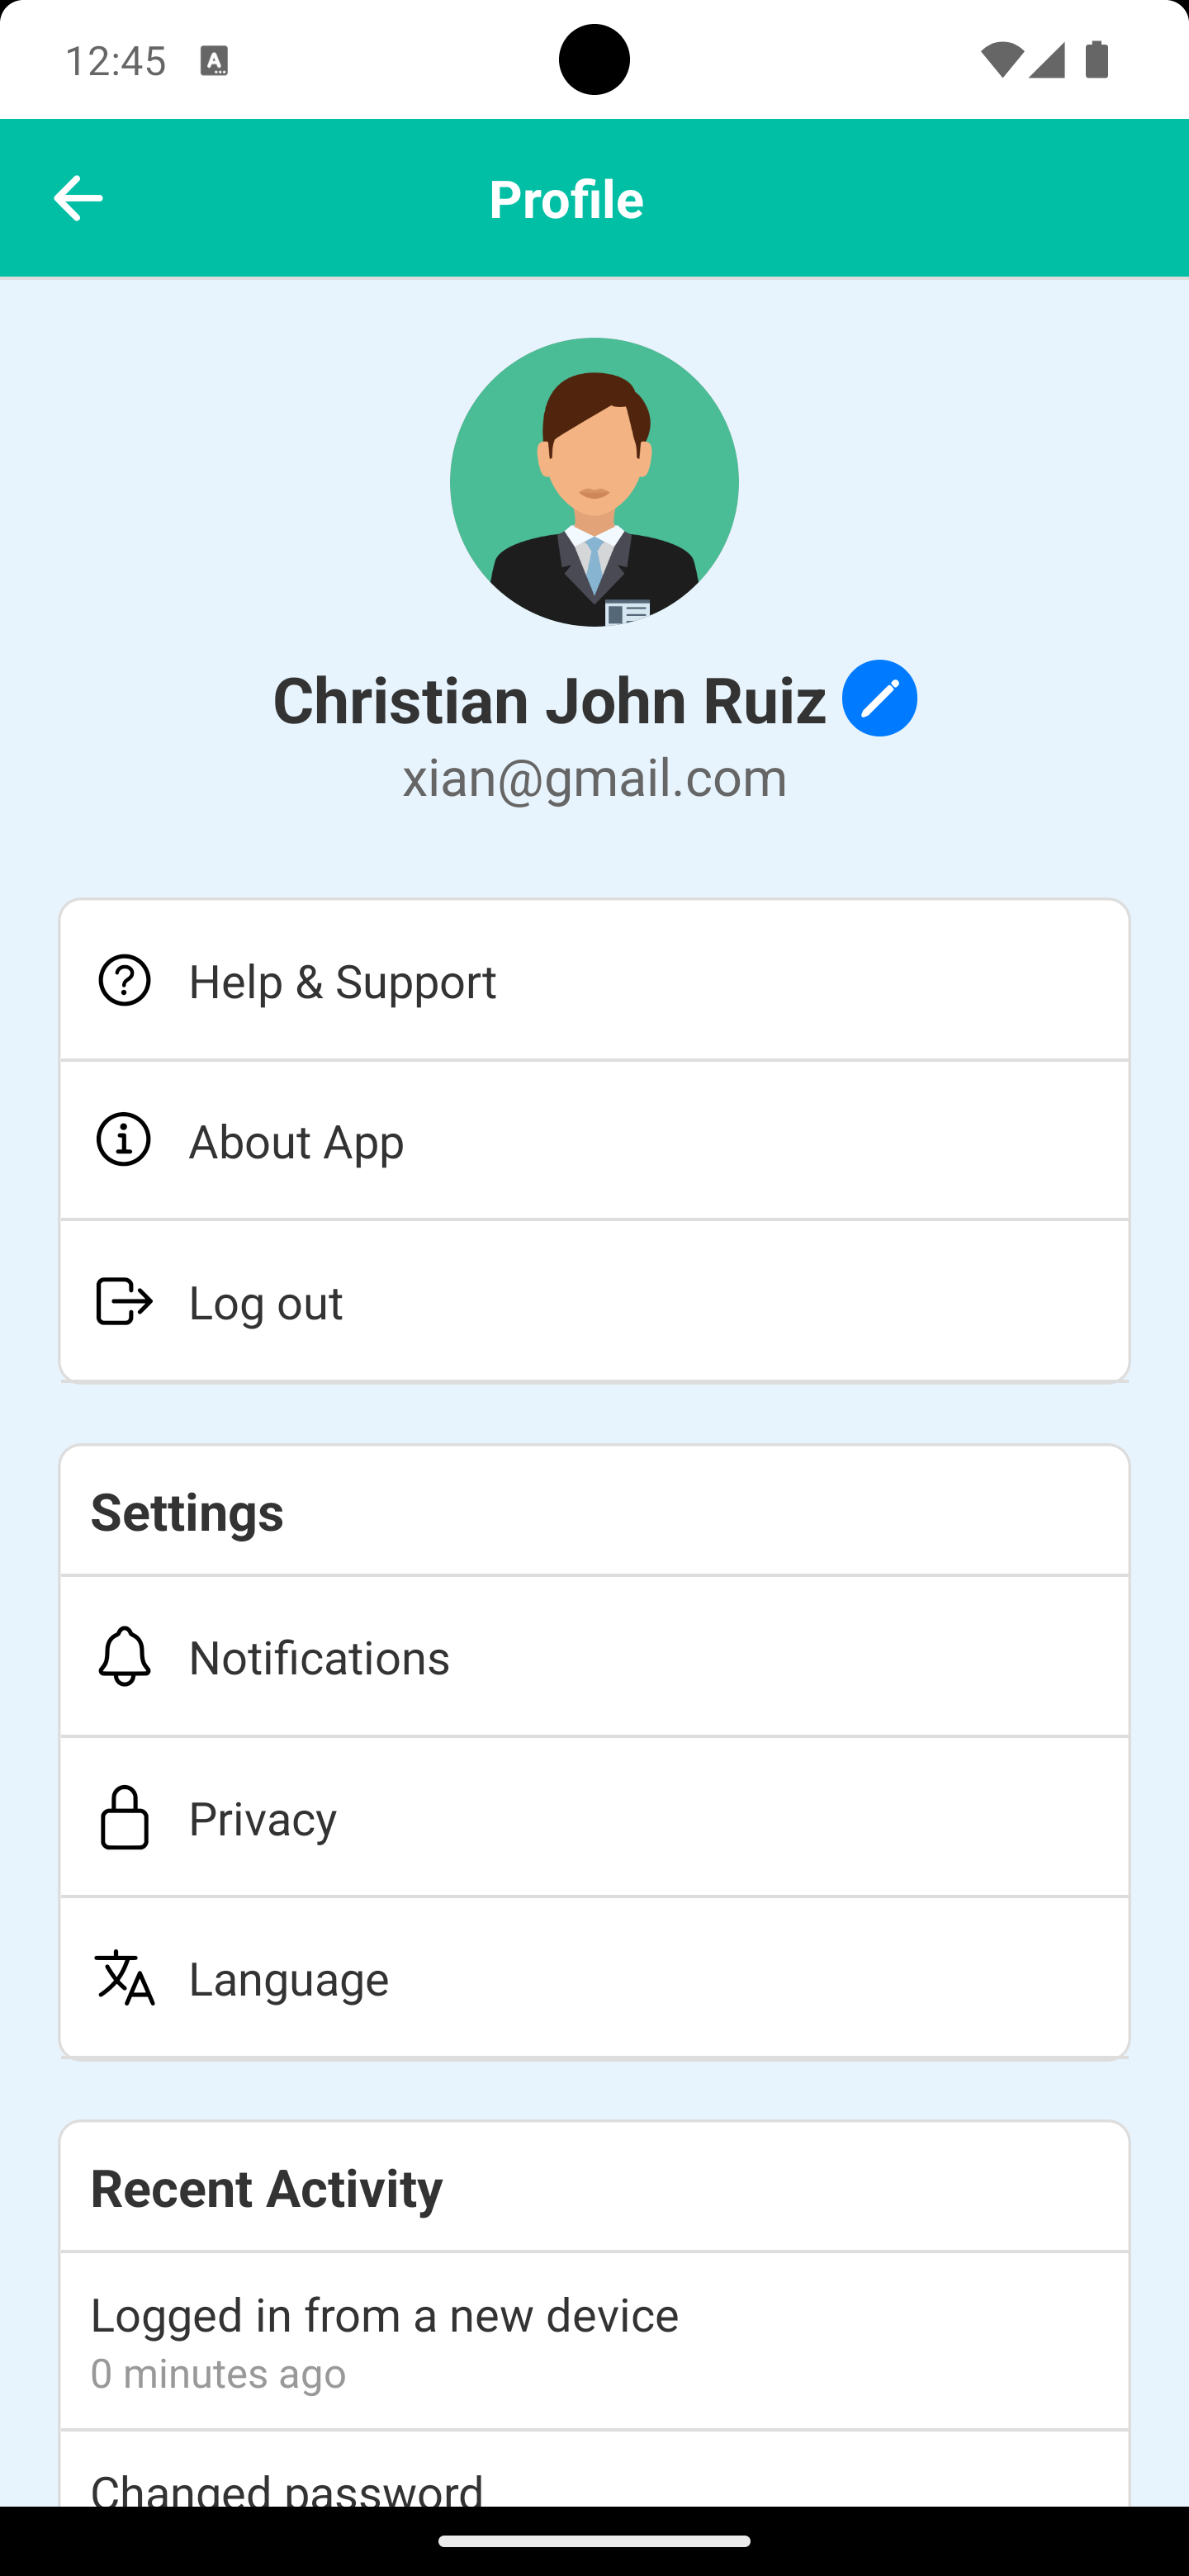 12:45
Profile
Christian John Ruiz
xian@gmail.com
Help & Support
About App
Log out
Settings
Notifications
Privacy
Language
Recent Activity
Logged in from a new device
0 minutes ago
Changed password